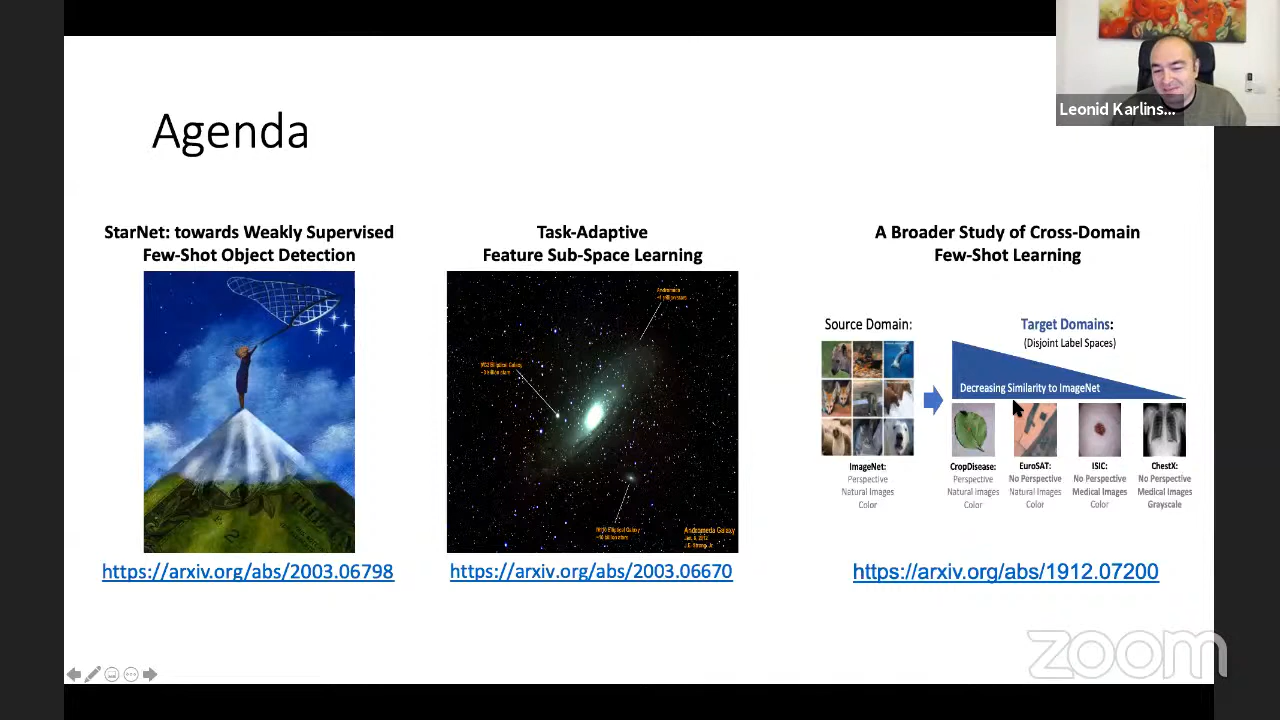 Leonid Karlins...
Agenda
StarNet: towards Weakly Supervised
Few-Shot Object Detection
https://arxiv.org/abs/2003.06798
Task-Adaptive
Feature Sub-Space Learning
Andromeda
~1 trillion stars
Andromeda Galaxy
https://arxiv.org/abs/2003.06670
A Broader Study of Cross-Domain
Few-Shot Learning
Source Domain:
Target Domains:
(Disjoint Label Spaces)
Decreasing Similarity to ImageNet
ImageNet:
Perspective
Natural Images
Color
CropDisease:
Perspective
Natural Images
Color
EuroSAT:
No Perspective
Natural Images
Color
ISIC:
No Perspective
Medical Images
Color
ChestX:
No Perspective
Medical Images
Grayscale
https://arxiv.org/abs/1912.07200
zoom